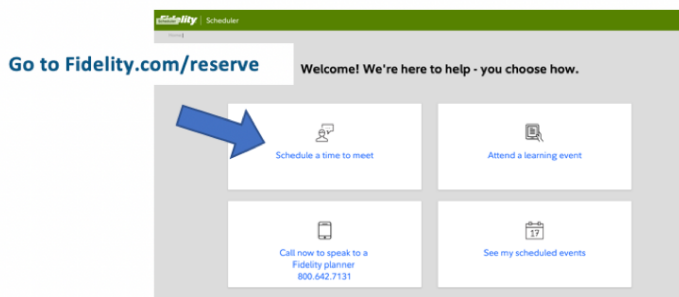 Fidelity | Scheduler
Go to Fidelity.com/reserve
Welcome! We're here to help - you choose how.
Schedule a time to meet
Attend a learning event
Call now to speak to a
Fidelity planner
800.642.7131
17
See my scheduled events